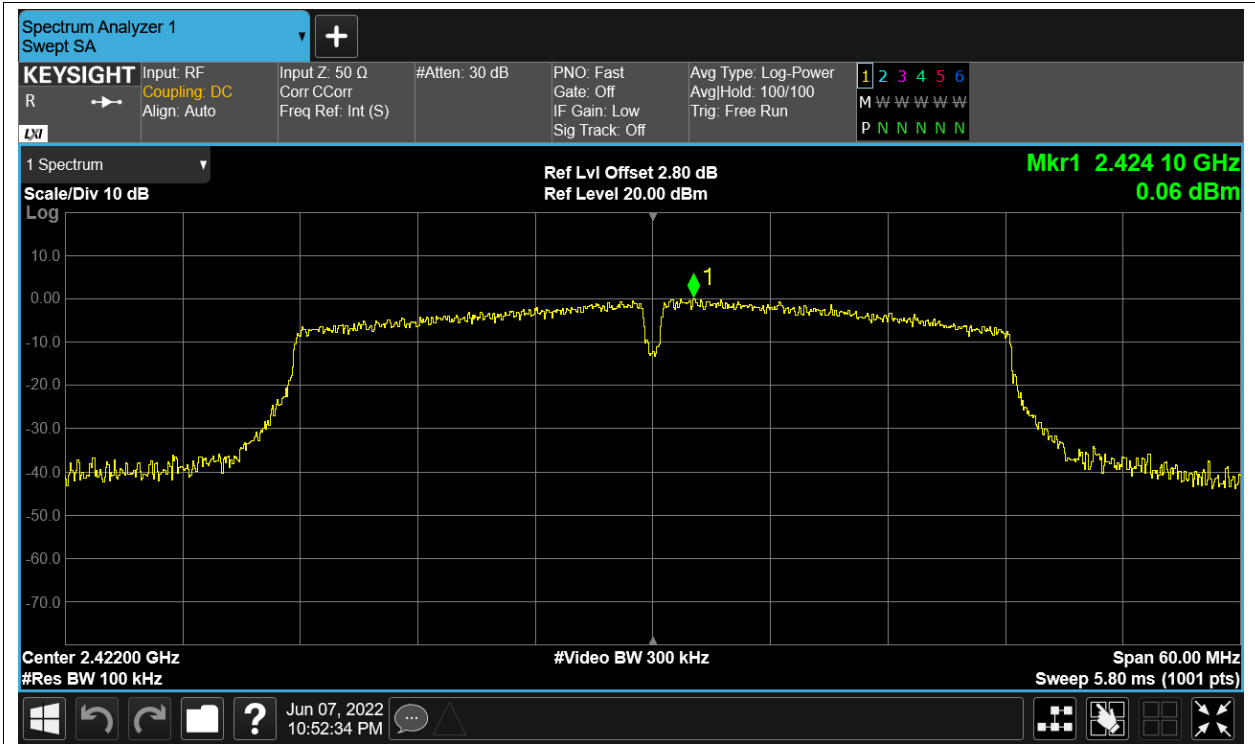 Spectrum Analyzer 1
Swept SA
KEYSIGHT
R
LXI
Input: RF
Coupling: DC
Align: Auto
Input Z: 50 Ω
Corr CCorr
Freq Ref: Int (S)
#Atten: 30 dB
PNO: Fast
Gate: Off
IF Gain: Low
Sig Track: Off
Avg Type: Log-Power
Avg|Hold: 100/100
Trig: Free Run
1 2 3 4 5 6
M W W W W W
P N N N N N
1 Spectrum
Scale/Div 10 dB
Ref Lvl Offset 2.80 dB
Ref Level 20.00 dBm
Mkr1 2.424 10 GHz
0.06 dBm
Log
10.0
0.00
-10.0
-20.0
-30.0
-40.0
-50.0
-60.0
-70.0
1
Center 2.42200 GHz
#Res BW 100 kHz
#Video BW 300 kHz
Span 60.00 MHz
Sweep 5.80 ms (1001 pts)
?
Jun 07, 2022
10:52:34 PM